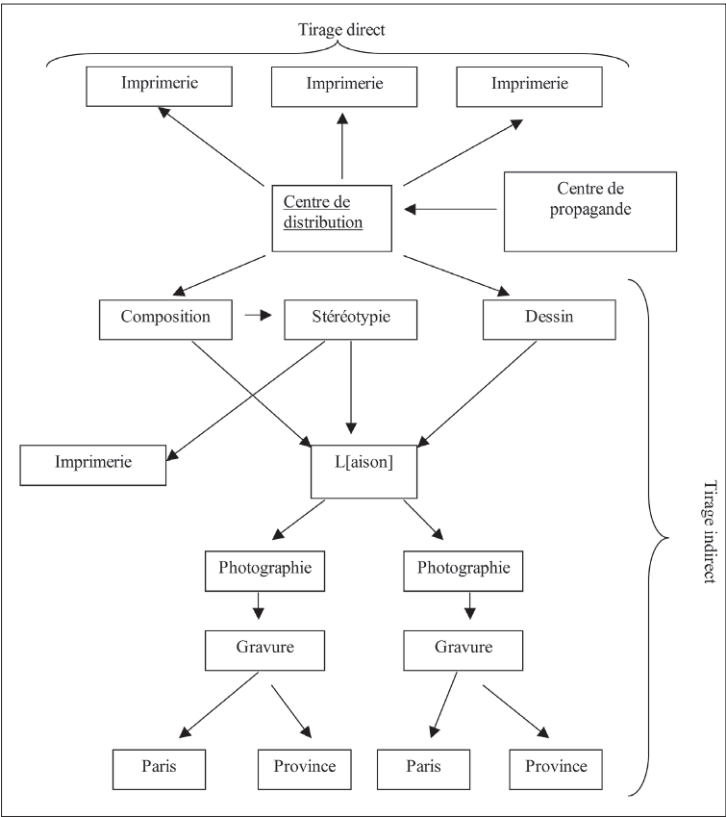 Tirage direct
Imprimerie
Imprimerie
Imprimerie
Centre de
distribution
Centre de
propagande
Composition
Stéréotypie
Dessin
Imprimerie
L[aison]
Tirage indirect
Photographie
Photographie
Gravure
Gravure
Paris
Province
Paris
Province